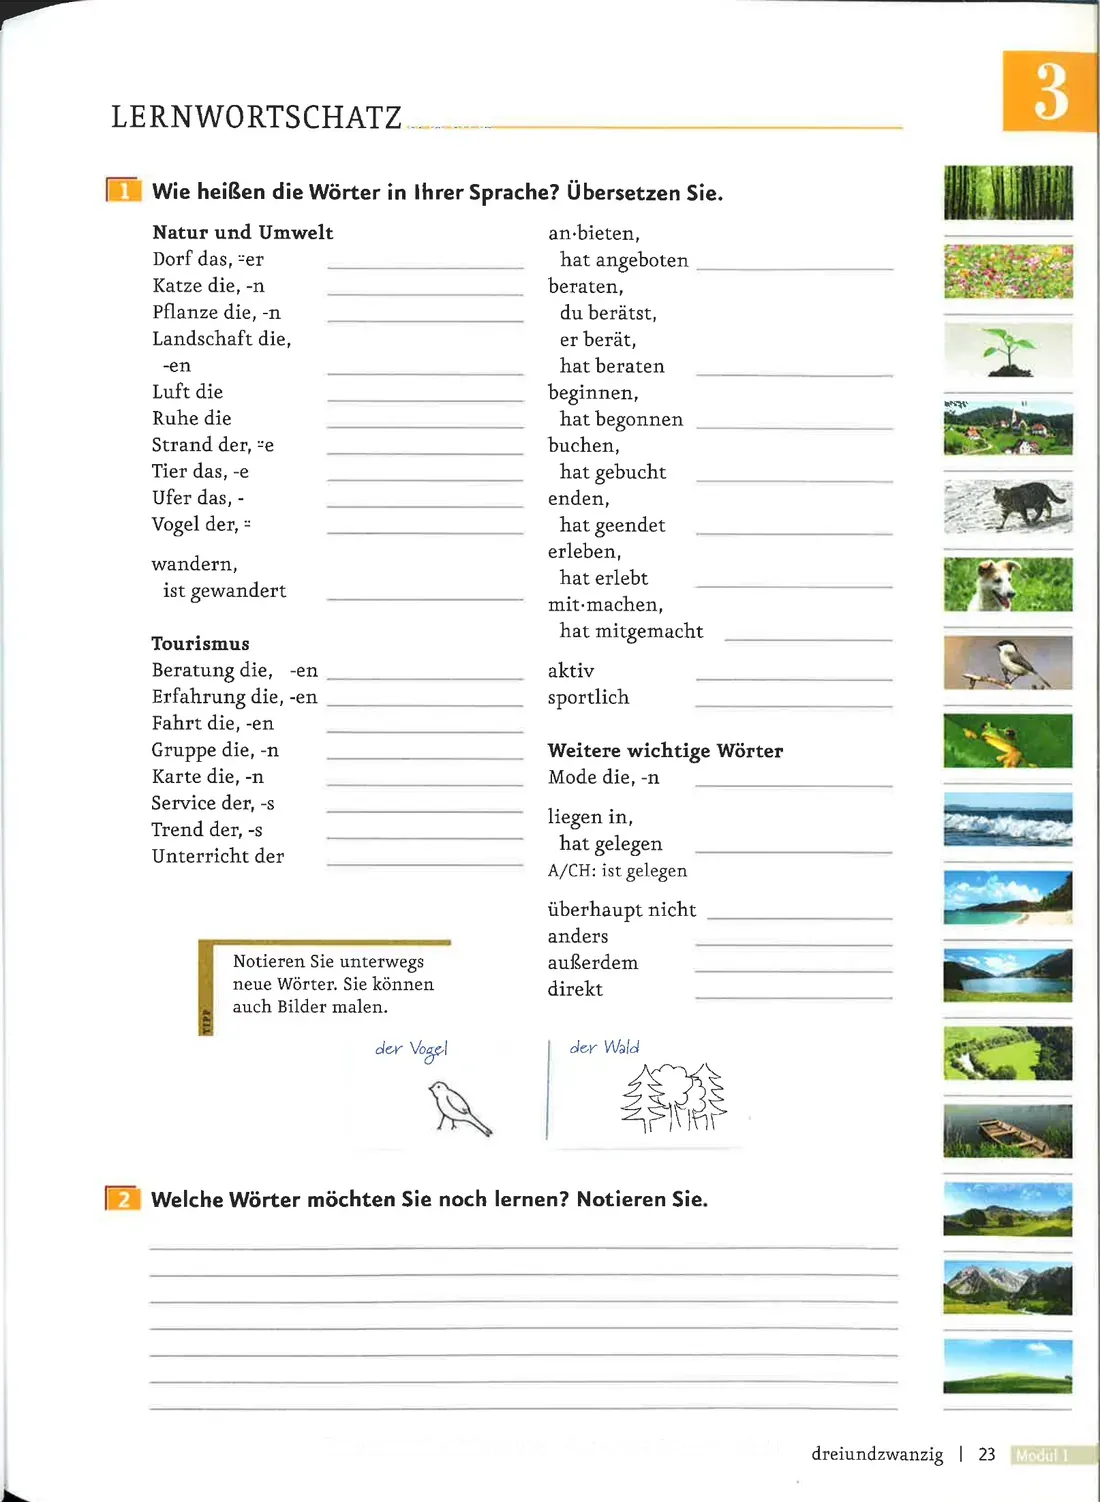 3
LERNWORTSCHATZ
1 Wie heißen die Wörter in Ihrer Sprache? Übersetzen Sie.
Natur und Umwelt
Dorf das, ¨-er
Katze die, -n
Pflanze die, -n
Landschaft die,
-en
Luft die
Ruhe die
Strand der, ¨-e
Tier das, -e
Ufer das, -
Vogel der, ¨-
wandern,
ist gewandert
Tourismus
Beratung die, -en
Erfahrung die, -en
Fahrt die, -en
Gruppe die, -n
Karte die, -n
Service der, -s
Trend der, -s
Unterricht der
an·bieten,
hat angeboten
beraten,
du berätst,
er berät,
hat beraten
beginnen,
hat begonnen
buchen,
hat gebucht
enden,
hat geendet
erleben,
hat erlebt
mit·machen,
hat mitgemacht
aktiv
sportlich
Weitere wichtige Wörter
Mode die, -n
liegen in,
hat gelegen
A/CH: ist gelegen
überhaupt nicht
anders
außerdem
direkt
TIPP
Notieren Sie unterwegs
neue Wörter. Sie können
auch Bilder malen.
der Vogel
der Wald
2 Welche Wörter möchten Sie noch lernen? Notieren Sie.
dreiundzwanzig | 23 Modul 1